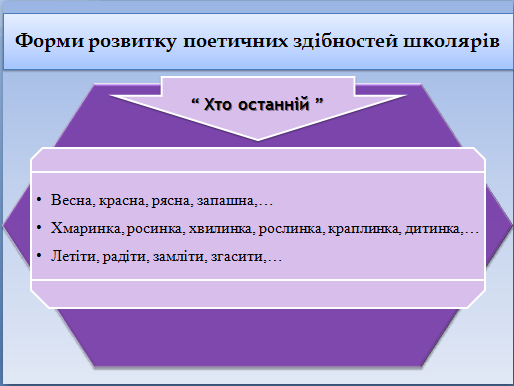 Форми розвитку поетичних здібностей школярів
“ Хто останній ”
• Весна, красна, рясна, запашна,…
• Хмаринка, росинка, хвилинка, рослинка, краплинка, дитинка,…
• Летіти, радіти, замліти, згасити,…